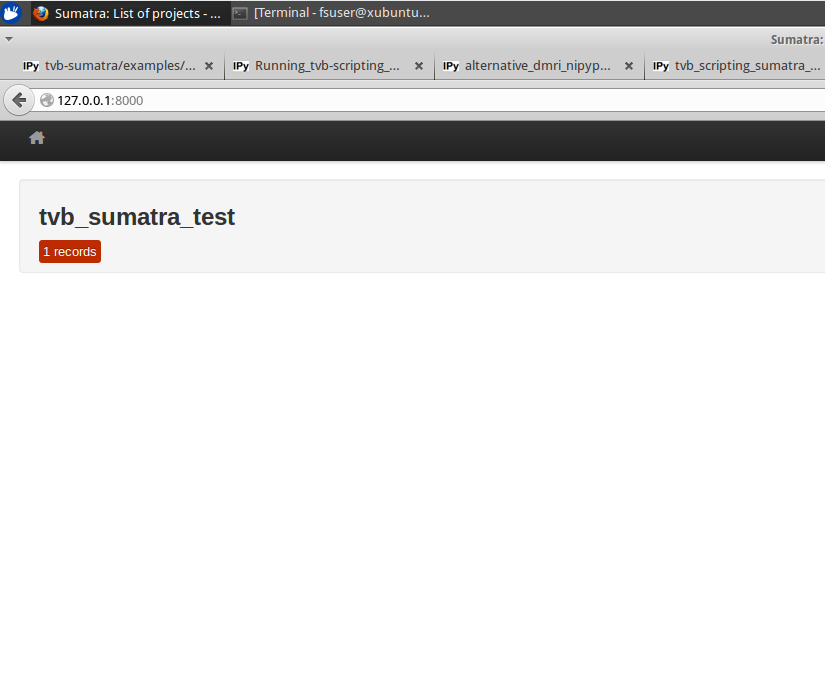 Sumatra: List of projects - ...
[Terminal - fsuser@xubuntu...
Sumatra:
IPy tvb-sumatra/examples/...
IPy Running_tvb-scripting_...
IPy alternative_dmri_nipyp...
IPy tvb_scripting_sumatra_...
127.0.0.1:8000
tvb_sumatra_test
1 records